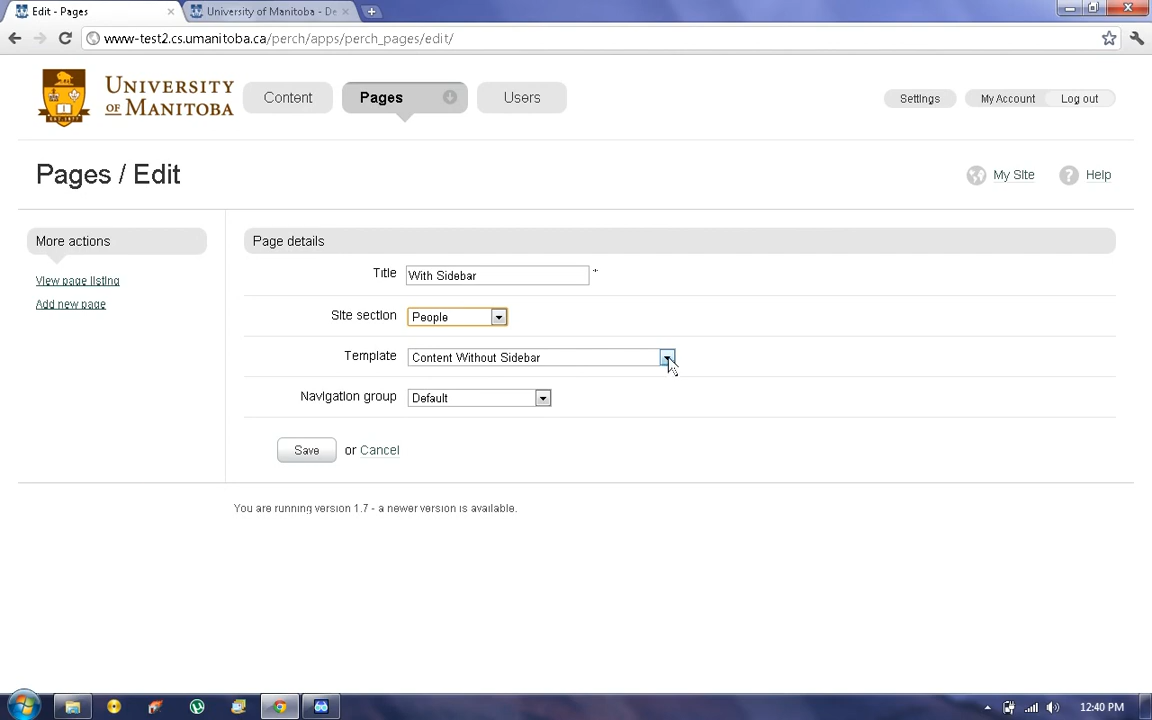 Edit - Pages
University of Manitoba - De
www-test2.cs.umanitoba.ca/perch/apps/perch_pages/edit/
UNIVERSITY
OF MANITOBA
Content
Pages
Users
Settings
My Account
Log out
Pages / Edit
My Site
Help
More actions
View page listing
Add new page
Page details
Title
With Sidebar
*
Site section
People
Template
Content Without Sidebar
Navigation group
Default
Save
or Cancel
You are running version 1.7 - a newer version is available.
12:40 PM